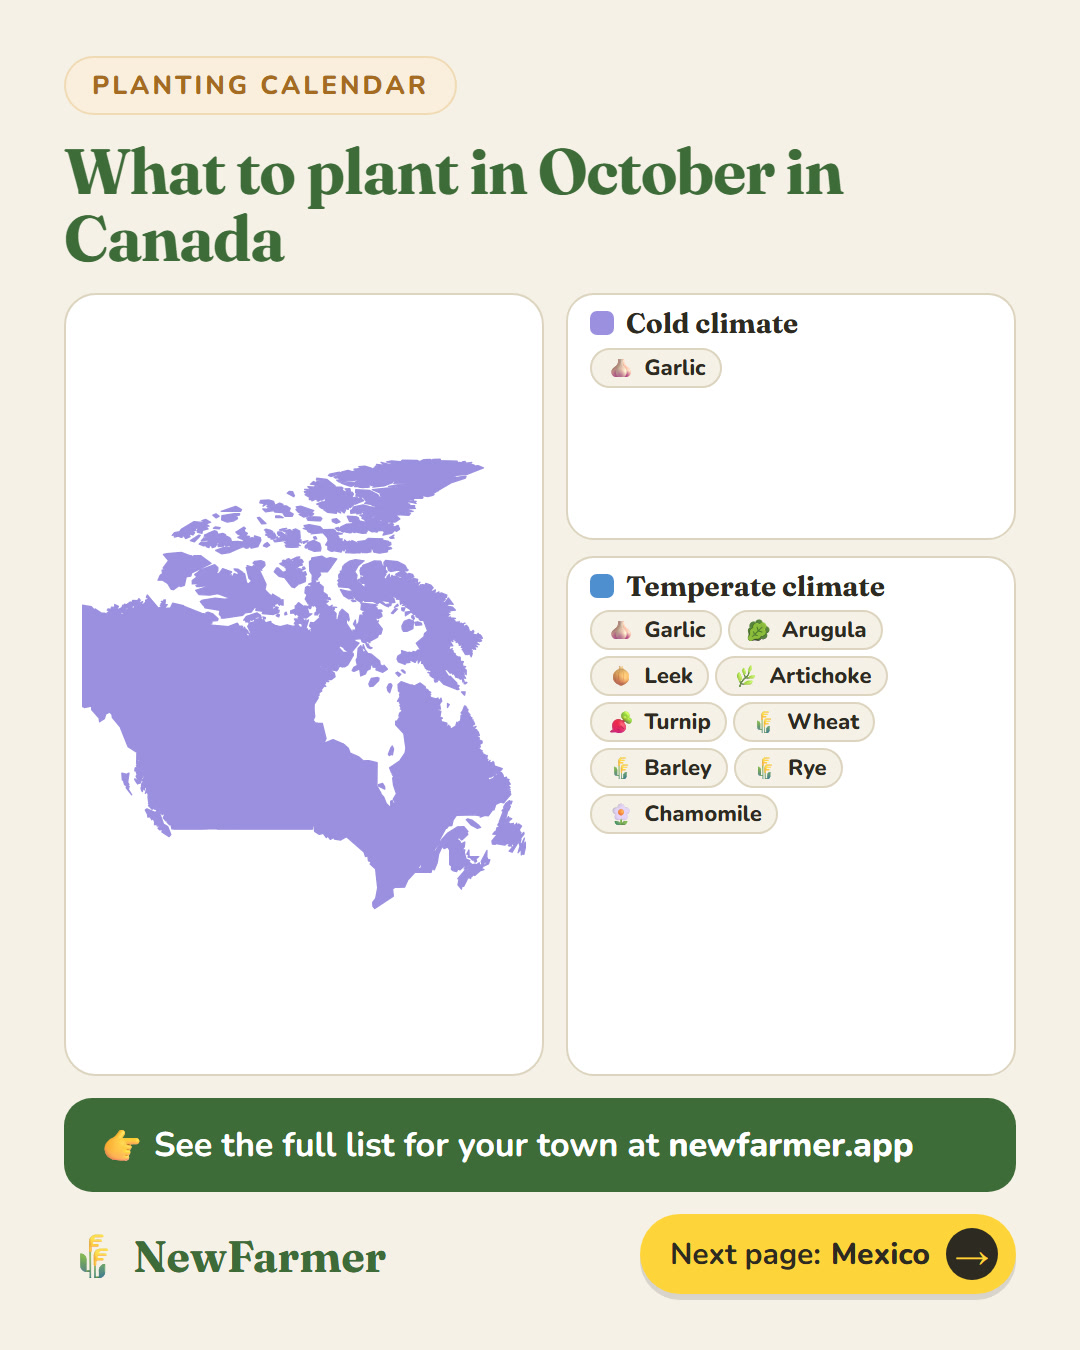 PLANTING CALENDAR
What to plant in October in
Canada
Cold climate
Garlic
Temperate climate
Garlic
Arugula
Leek
Artichoke
Turnip
Wheat
Barley
Rye
Chamomile
See the full list for your town at newfarmer.app
NewFarmer
Next page: Mexico →